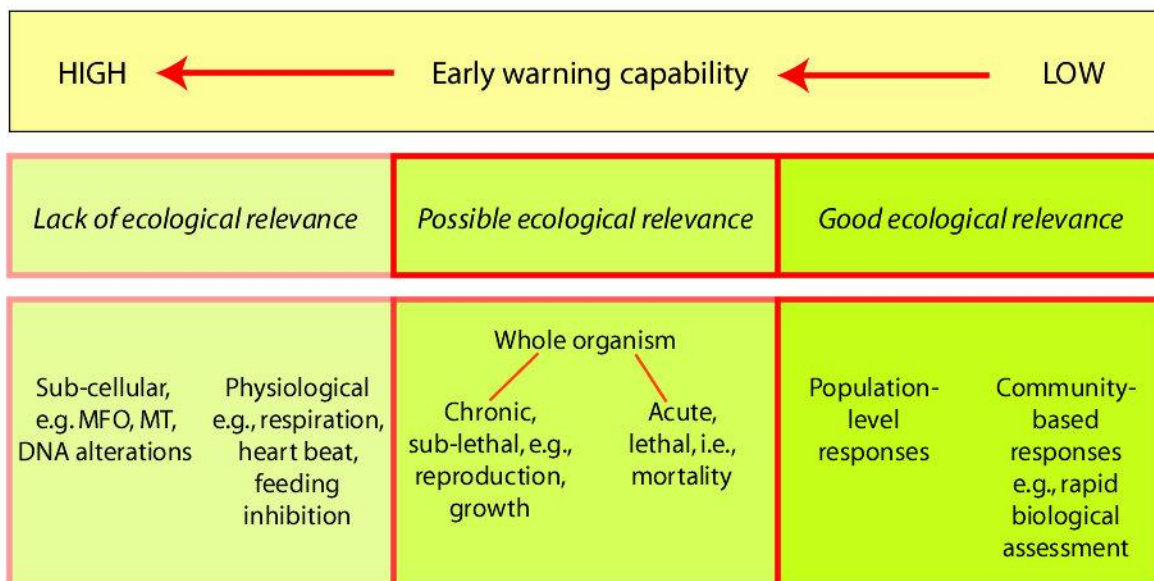 HIGH Early warning capability LOW
Lack of ecological relevance
Possible ecological relevance
Good ecological relevance
Sub-cellular,
e.g. MFO, MT,
DNA alterations
Physiological
e.g., respiration,
heart beat,
feeding
inhibition
Whole organism
Chronic,
sub-lethal, e.g.,
reproduction,
growth
Acute,
lethal, i.e.,
mortality
Population-
level
responses
Community-
based
responses
e.g., rapid
biological
assessment